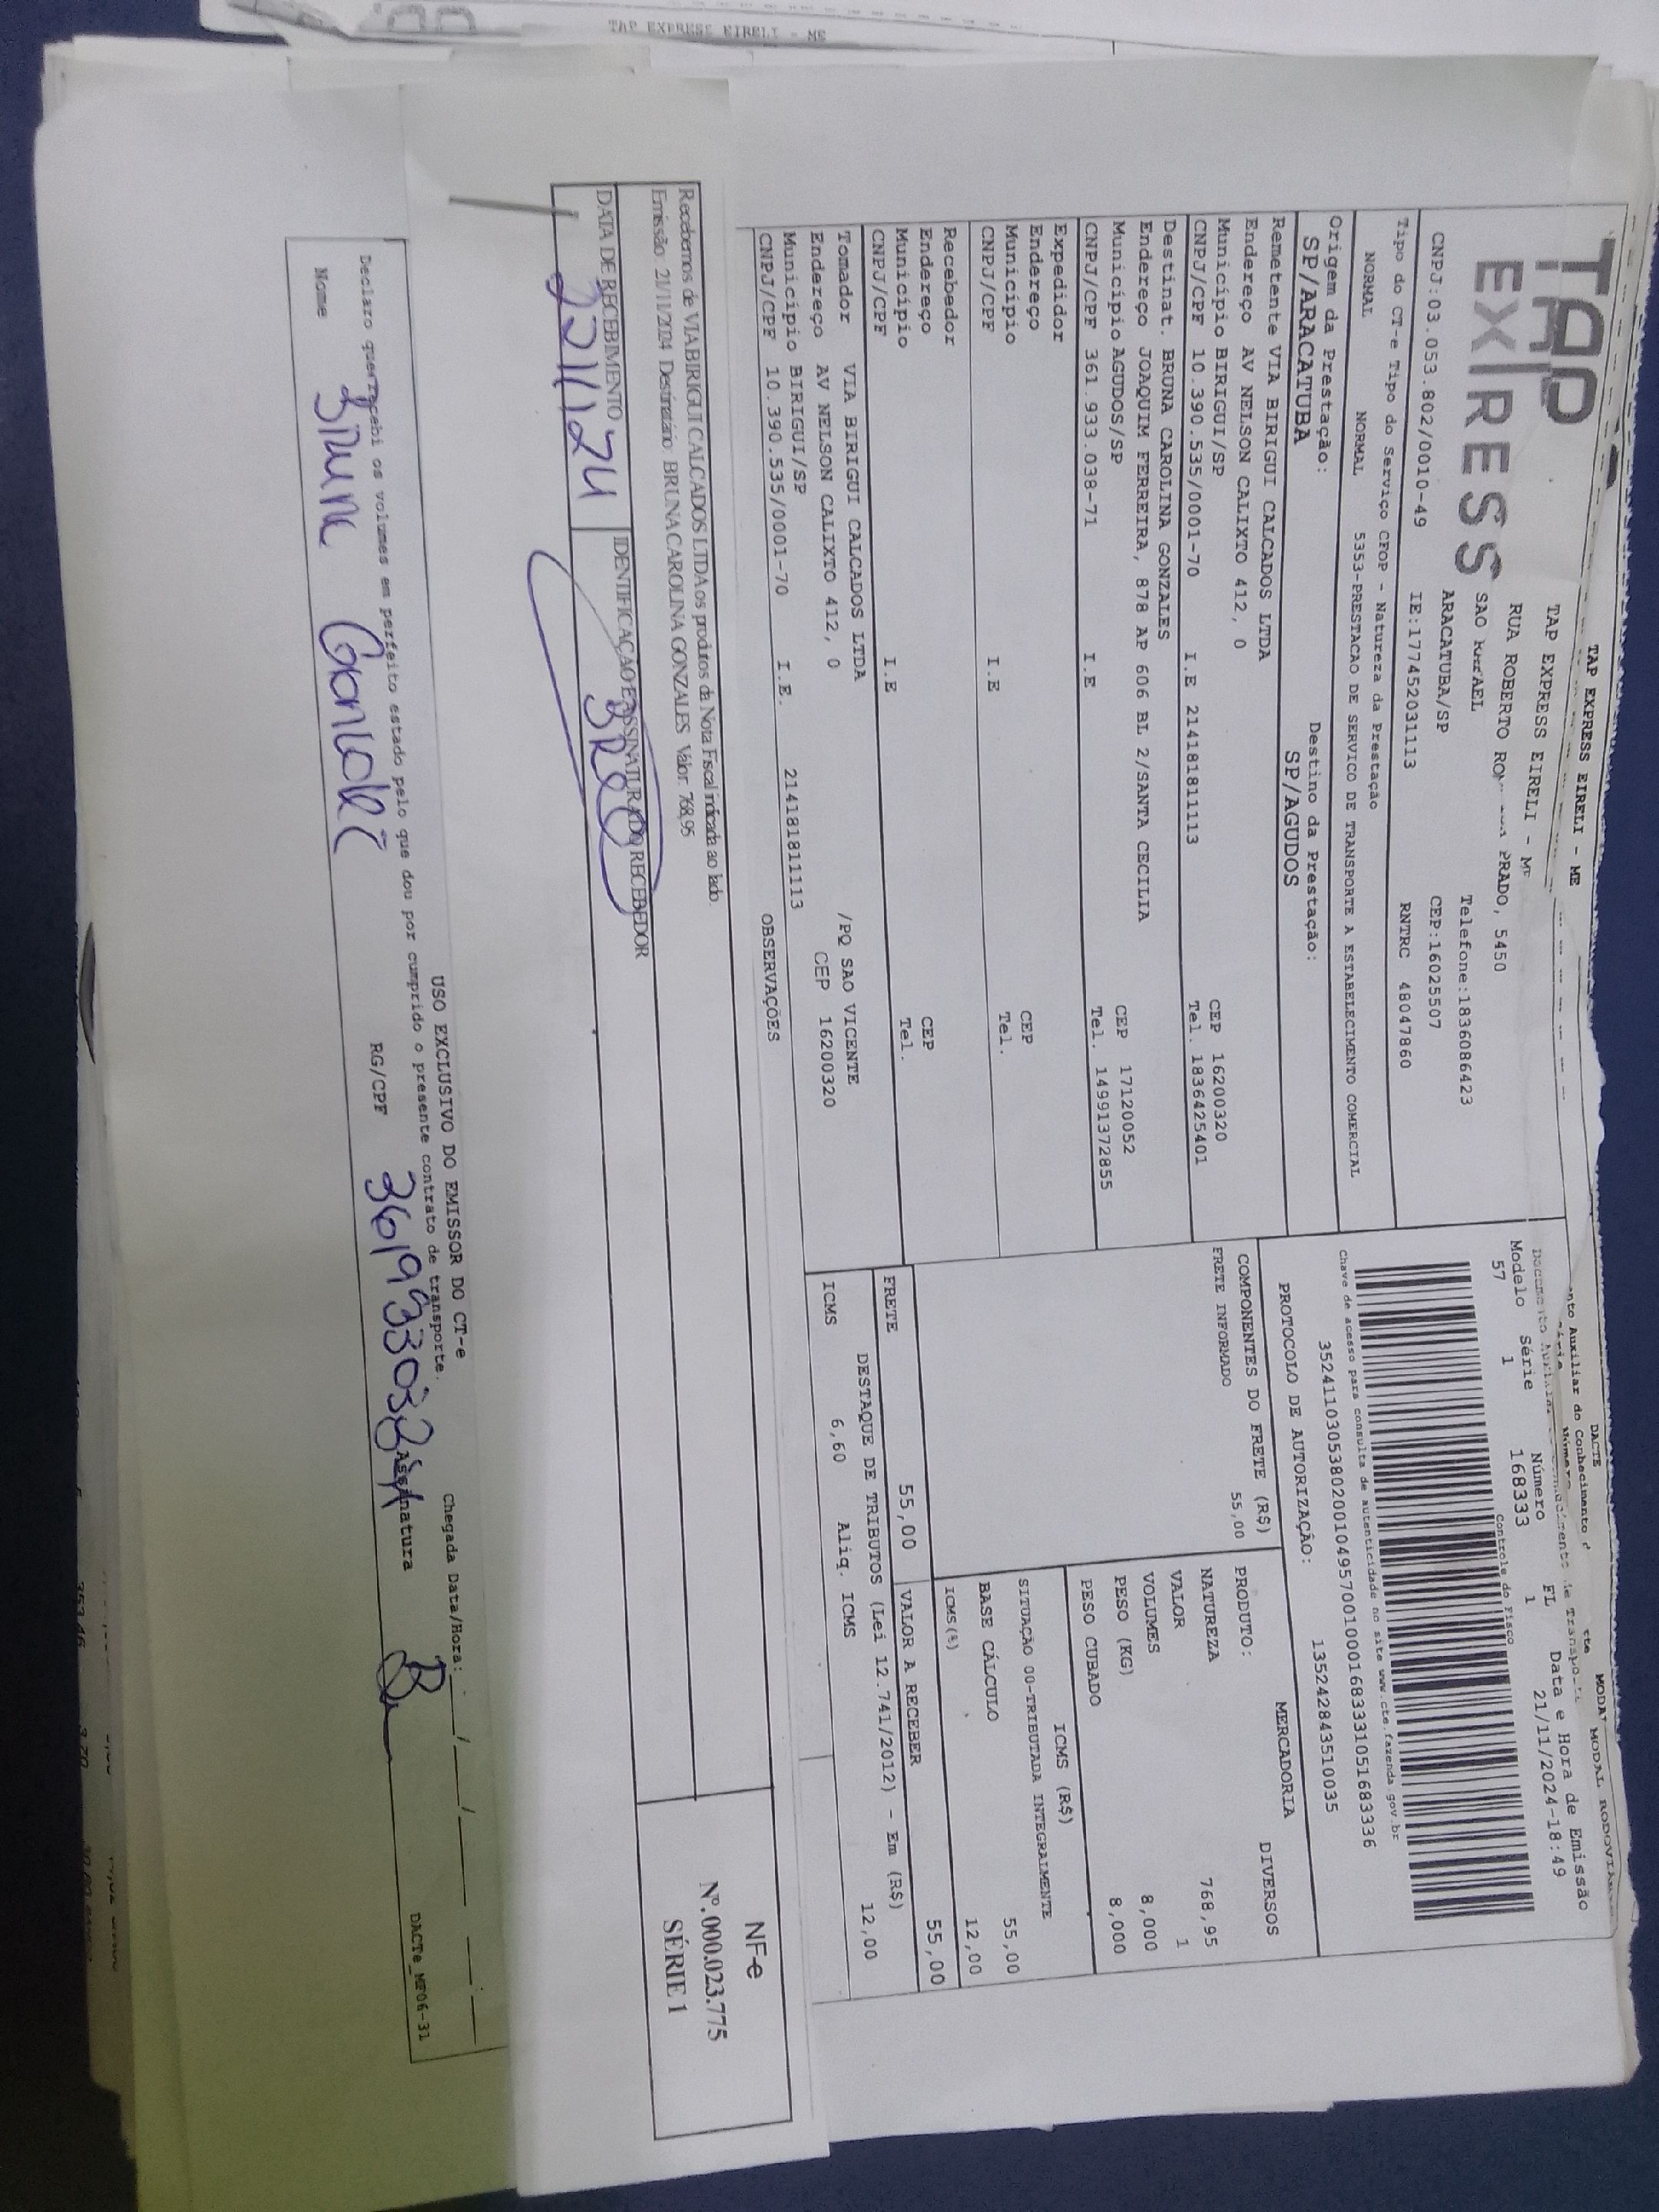 TAP EXPRESS EIRELI - ME
TAP EXPRESS EIRELI - ME
DACTE
MODAL RODOVIÁRIO
TAP
EXPRESS
TAP EXPRESS EIRELI - ME
RUA ROBERTO PRADO, 5450
SAO RAFAEL
Telefone:1836086423
ARACATUBA/SP
CEP:16025507
CNPJ:03.053.802/0010-49
IE:177452031113
RNTRC 48047860
Modelo Série Número FL Data e Hora de Emissão
57 1 168333 1 21/11/2024-18:49
Controle do Fisco
Tipo do CT-e Tipo do Serviço CFOP - Natureza da Prestação
NORMAL NORMAL 5353-PRESTACAO DE SERVICO DE TRANSPORTE A ESTABELECIMENTO COMERCIAL
Chave de acesso para consulta de autenticidade no site www.cte.fazenda.gov.br
35241103053802001049570010001683331051683336
PROTOCOLO DE AUTORIZAÇÃO: 135242843510035
Origem da Prestação: Destino da Prestação:
SP/ARACATUBA SP/AGUDOS
Remetente VIA BIRIGUI CALCADOS LTDA
Endereço AV NELSON CALIXTO 412, 0
Município BIRIGUI/SP CEP 16200320
CNPJ/CPF 10.390.535/0001-70 I.E 214181811113 Tel. 1836425401
Destinat. BRUNA CAROLINA GONZALES
Endereço JOAQUIM FERREIRA, 878 AP 606 BL 2/SANTA CECILIA
Município AGUDOS/SP CEP 17120052
CNPJ/CPF 361.933.038-71 I.E Tel. 14991372855
Expedidor
Endereço
Município CEP
CNPJ/CPF I.E Tel.
Recebedor
Endereço
Município CEP
CNPJ/CPF I.E Tel.
Tomador VIA BIRIGUI CALCADOS LTDA
Endereço AV NELSON CALIXTO 412, 0 /PQ SAO VICENTE
Município BIRIGUI/SP CEP 16200320
CNPJ/CPF 10.390.535/0001-70 I.E. 214181811113
OBSERVAÇÕES
COMPONENTES DO FRETE (R$)
FRETE INFORMADO 55,00
PRODUTO: MERCADORIA
NATUREZA DIVERSOS
VALOR 768,95
VOLUMES 1
PESO (KG) 8,000
PESO CUBADO 8,000
ICMS (R$)
SITUAÇÃO 00-TRIBUTADA INTEGRALMENTE
BASE CÁLCULO 55,00
ICMS(%) 12,00
FRETE 55,00 VALOR A RECEBER 55,00
DESTAQUE DE TRIBUTOS (Lei 12.741/2012) - Em (R$)
ICMS 6,60 Aliq. ICMS 12,00
Recebemos de VIA BIRIGUI CALCADOS LTDA os produtos da Nota Fiscal indicada ao lado.
Emissão 21/11/2024 Destinatário: BRUNA CAROLINA GONZALES Valor: 768,95
DATA DE RECEBIMENTO IDENTIFICAÇÃO E ASSINATURA DO RECEBEDOR
NF-e
Nº. 000.023.775
SÉRIE 1
USO EXCLUSIVO DO EMISSOR DO CT-e
Declaro que recebi os volumes em perfeito estado pelo que dou por cumprido o presente contrato de transporte.
Chegada Data/Hora:
Nome RG/CPF Assinatura
DACTe_MF06-31